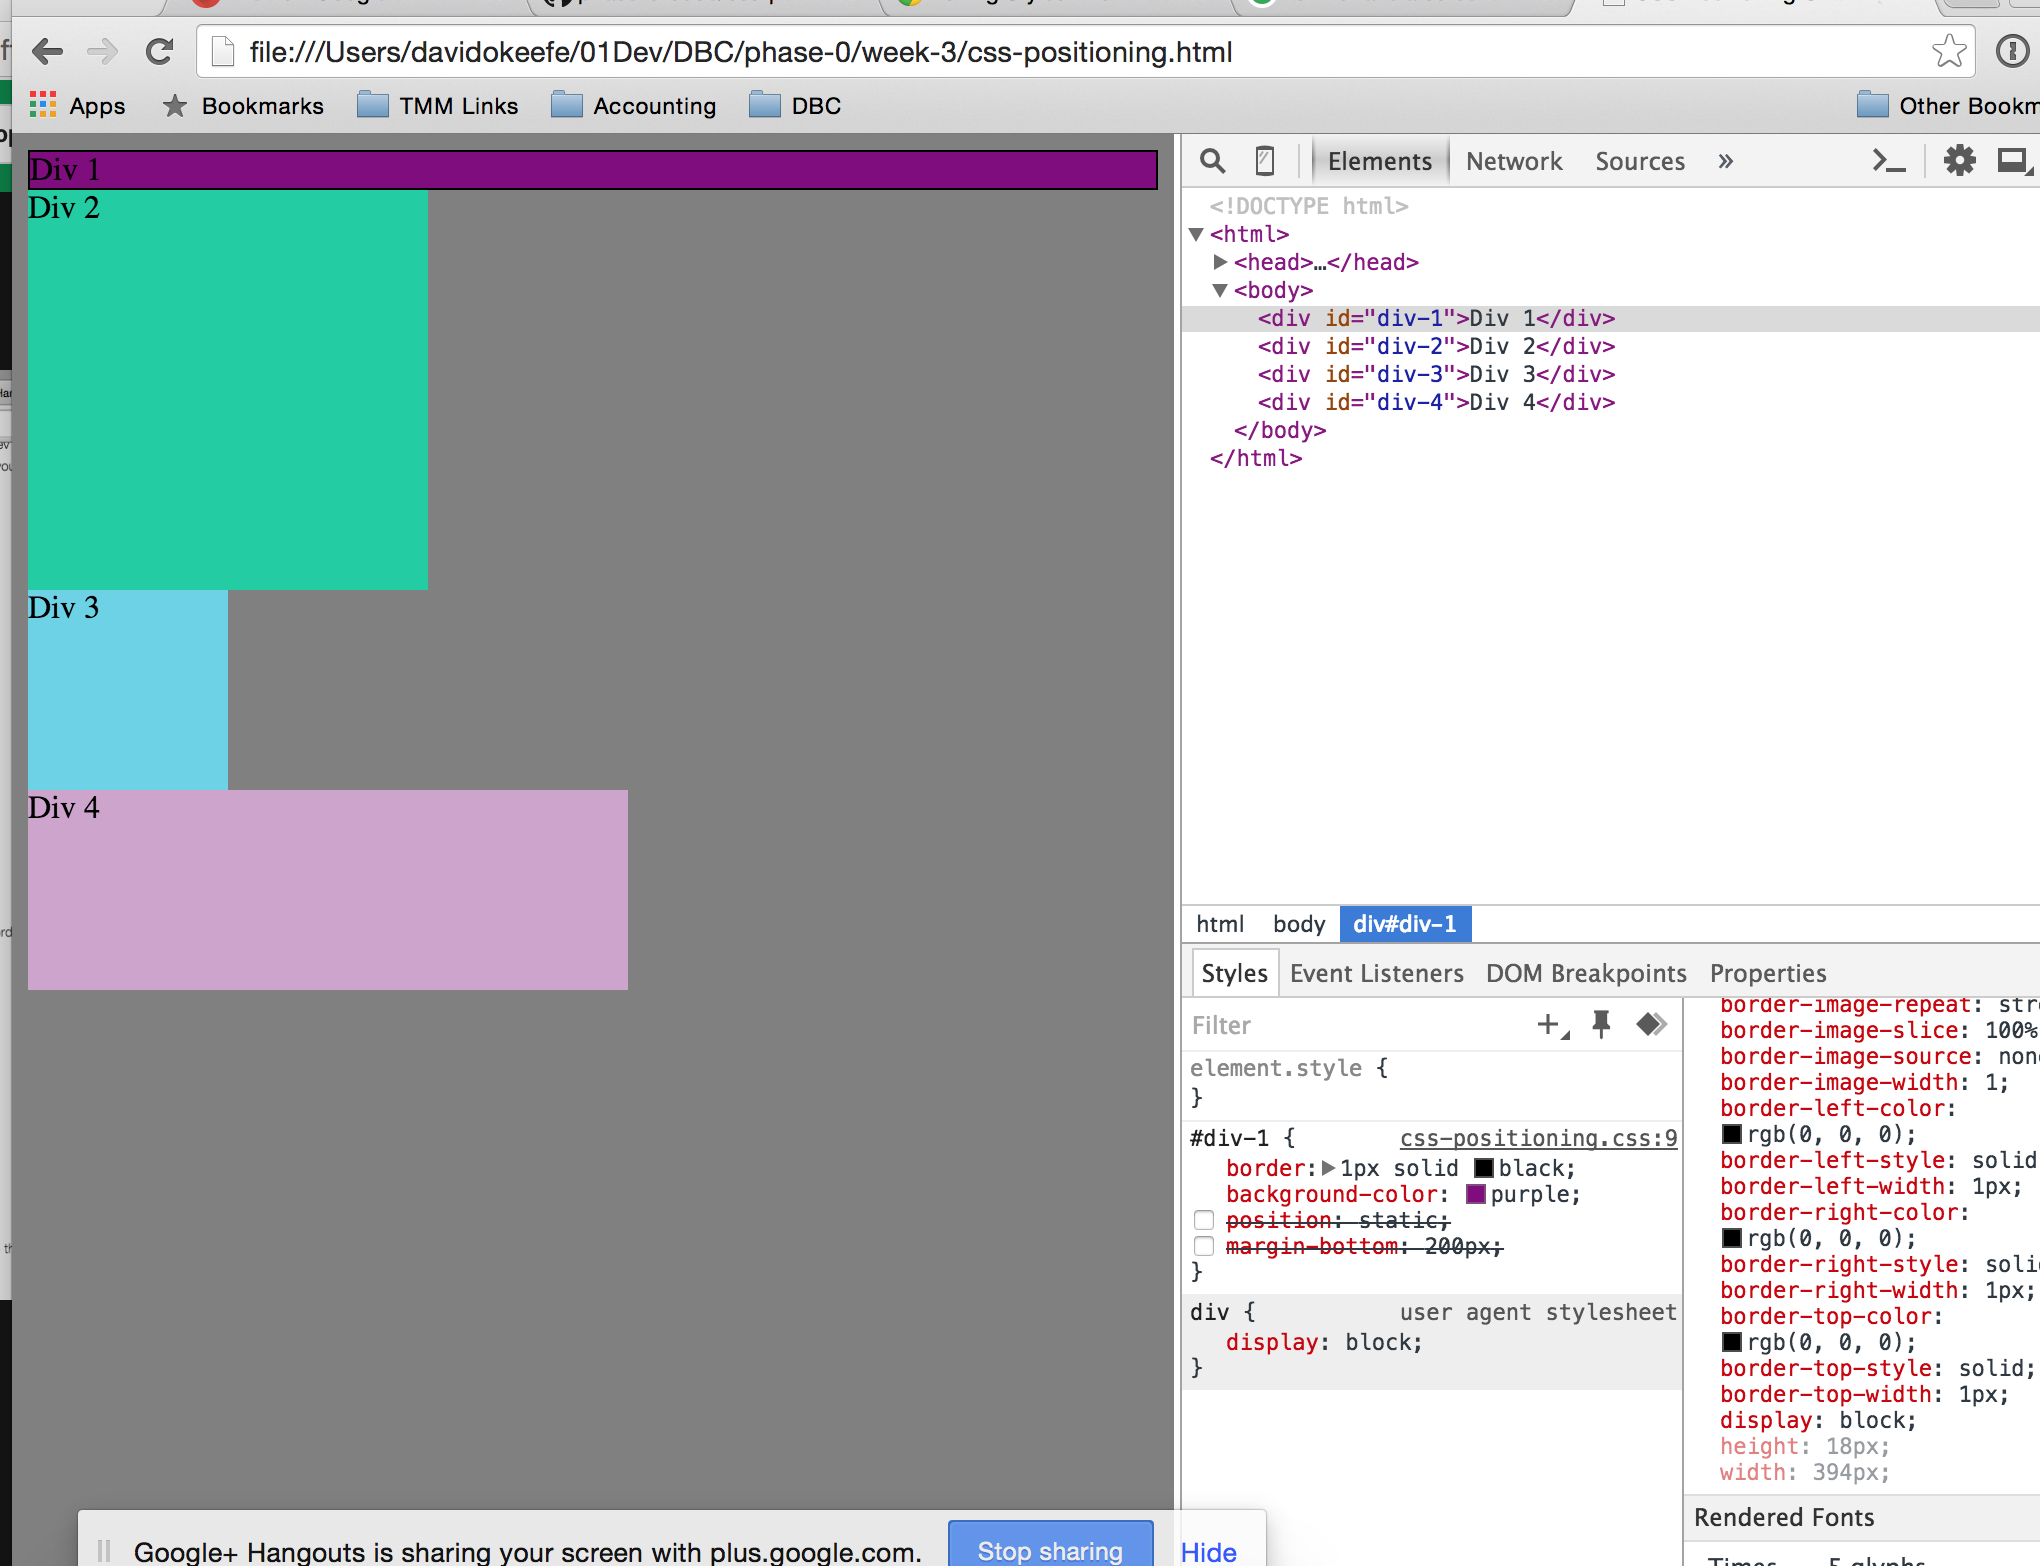 file:///Users/davidokeefe/01Dev/DBC/phase-0/week-3/css-positioning.html
Apps Bookmarks TMM Links Accounting DBC Other Bookm
Div 1
Div 2
Div 3
Div 4
Elements Network Sources »
<!DOCTYPE html>
<html>
<head>…</head>
<body>
<div id="div-1">Div 1</div>
<div id="div-2">Div 2</div>
<div id="div-3">Div 3</div>
<div id="div-4">Div 4</div>
</body>
</html>
html body div#div-1
Styles Event Listeners DOM Breakpoints Properties
Filter
element.style {
}
#div-1 { css-positioning.css:9
border: 1px solid black;
background-color: purple;
position: static;
margin-bottom: 200px;
}
div { user agent stylesheet
display: block;
}
border-image-repeat: str
border-image-slice: 100%
border-image-source: non
border-image-width: 1;
border-left-color:
rgb(0, 0, 0);
border-left-style: solid
border-left-width: 1px;
border-right-color:
rgb(0, 0, 0);
border-right-style: soli
border-right-width: 1px;
border-top-color:
rgb(0, 0, 0);
border-top-style: solid;
border-top-width: 1px;
display: block;
height: 18px;
width: 394px;
Rendered Fonts
Times 5 glyphs
Google+ Hangouts is sharing your screen with plus.google.com. Stop sharing Hide